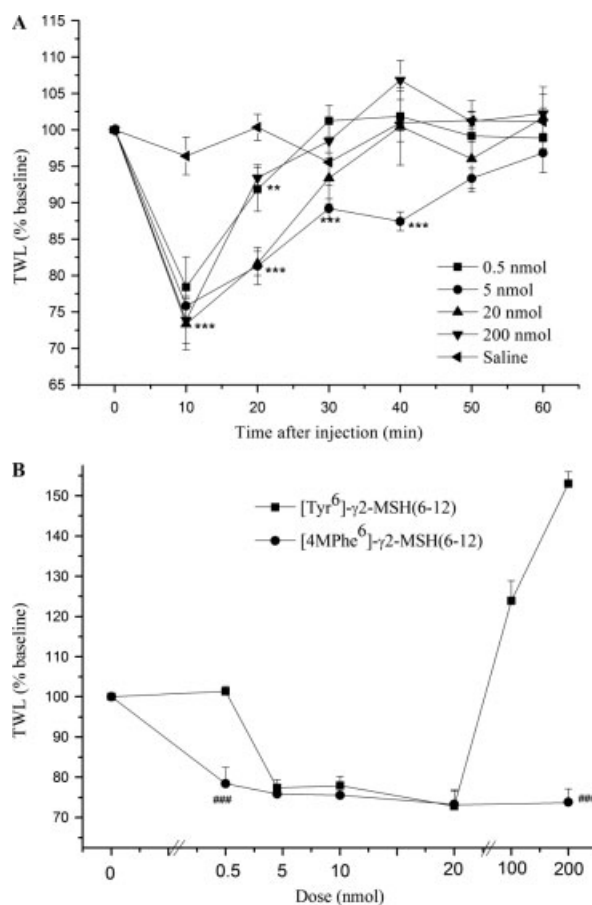 A
115
110
105
100
95
90
85
80
75
70
65
TWL (% baseline)
**
***
***
***
***
0.5 nmol
5 nmol
20 nmol
200 nmol
Saline
0 10 20 30 40 50 60
Time after injection (min)
B
150
140
130
120
110
100
90
80
70
TWL (% baseline)
[Tyr⁶]-γ2-MSH(6-12)
[4MPhe⁶]-γ2-MSH(6-12)
###
0 0.5 5 10 20 100 200
Dose (nmol)